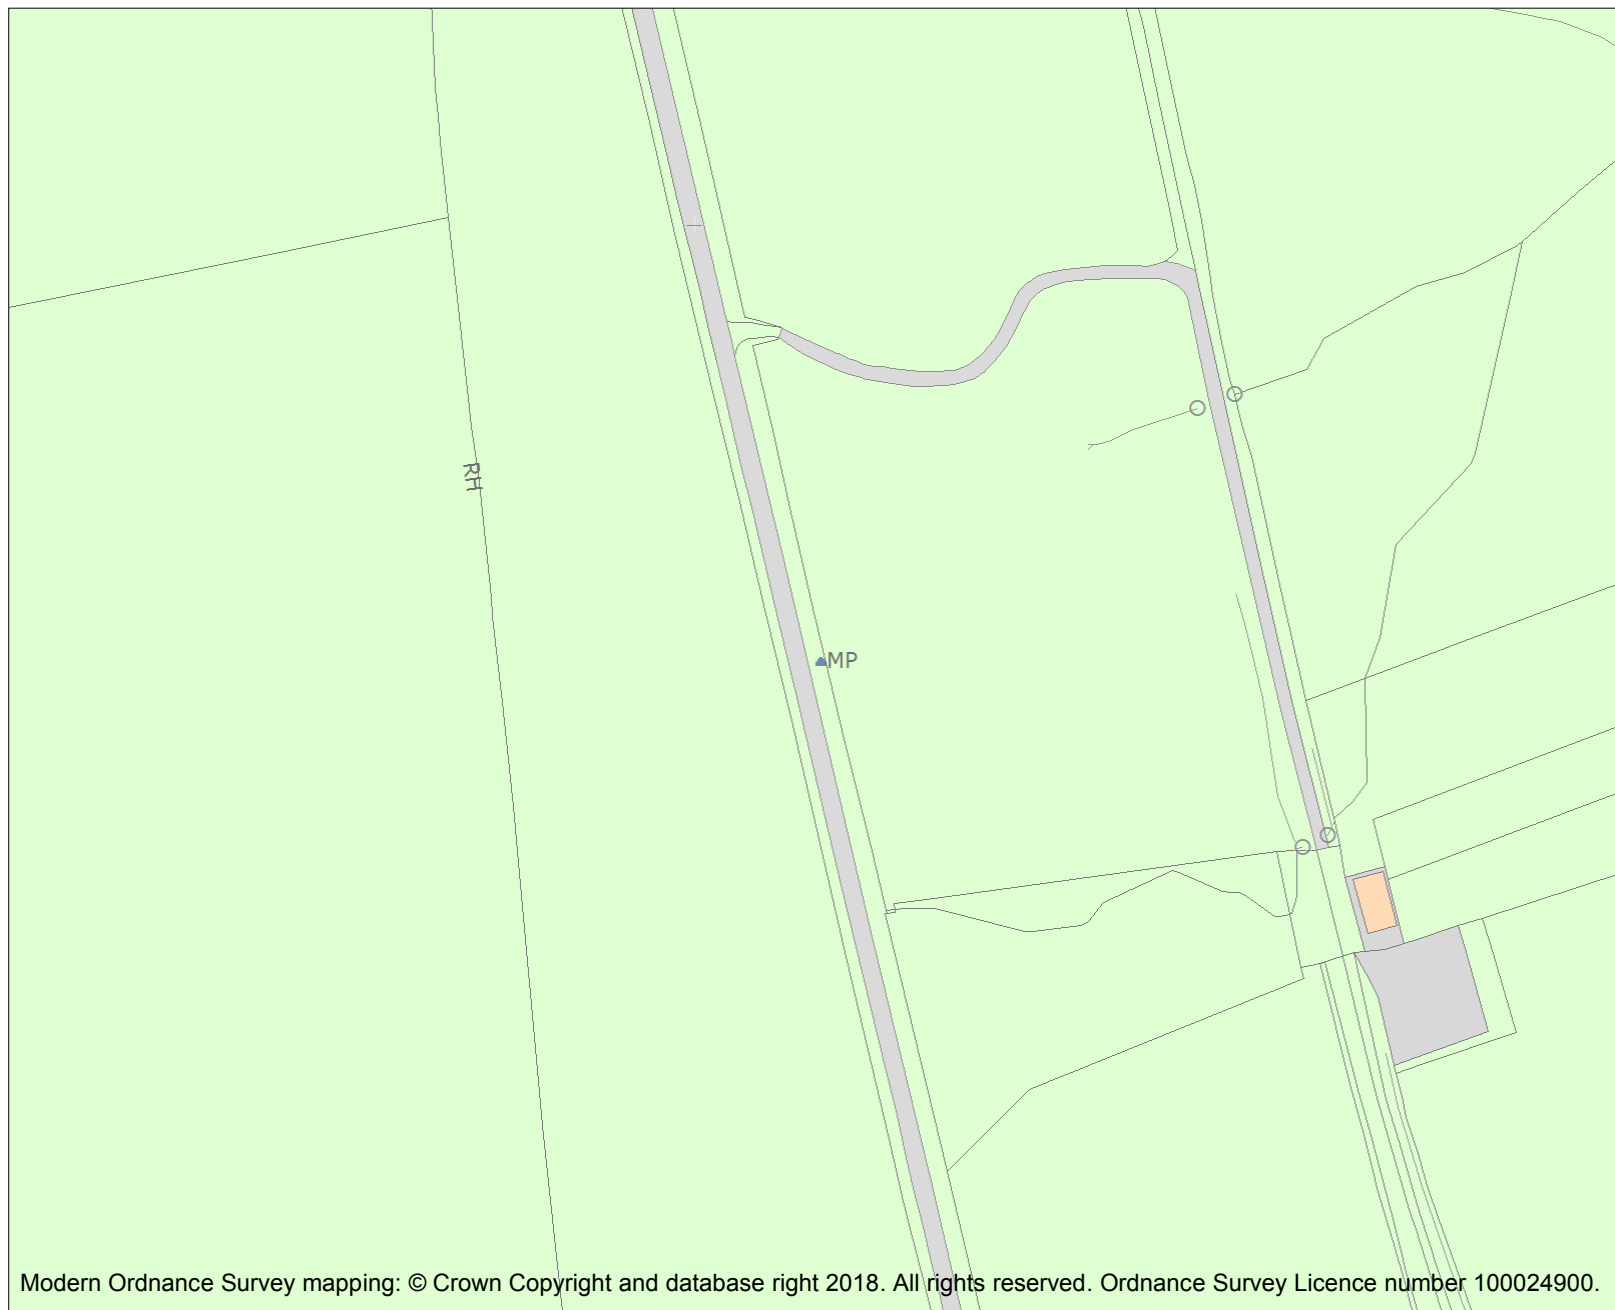 RH
MP
Modern Ordnance Survey mapping: © Crown Copyright and database right 2018. All rights reserved. Ordnance Survey Licence number 100024900.